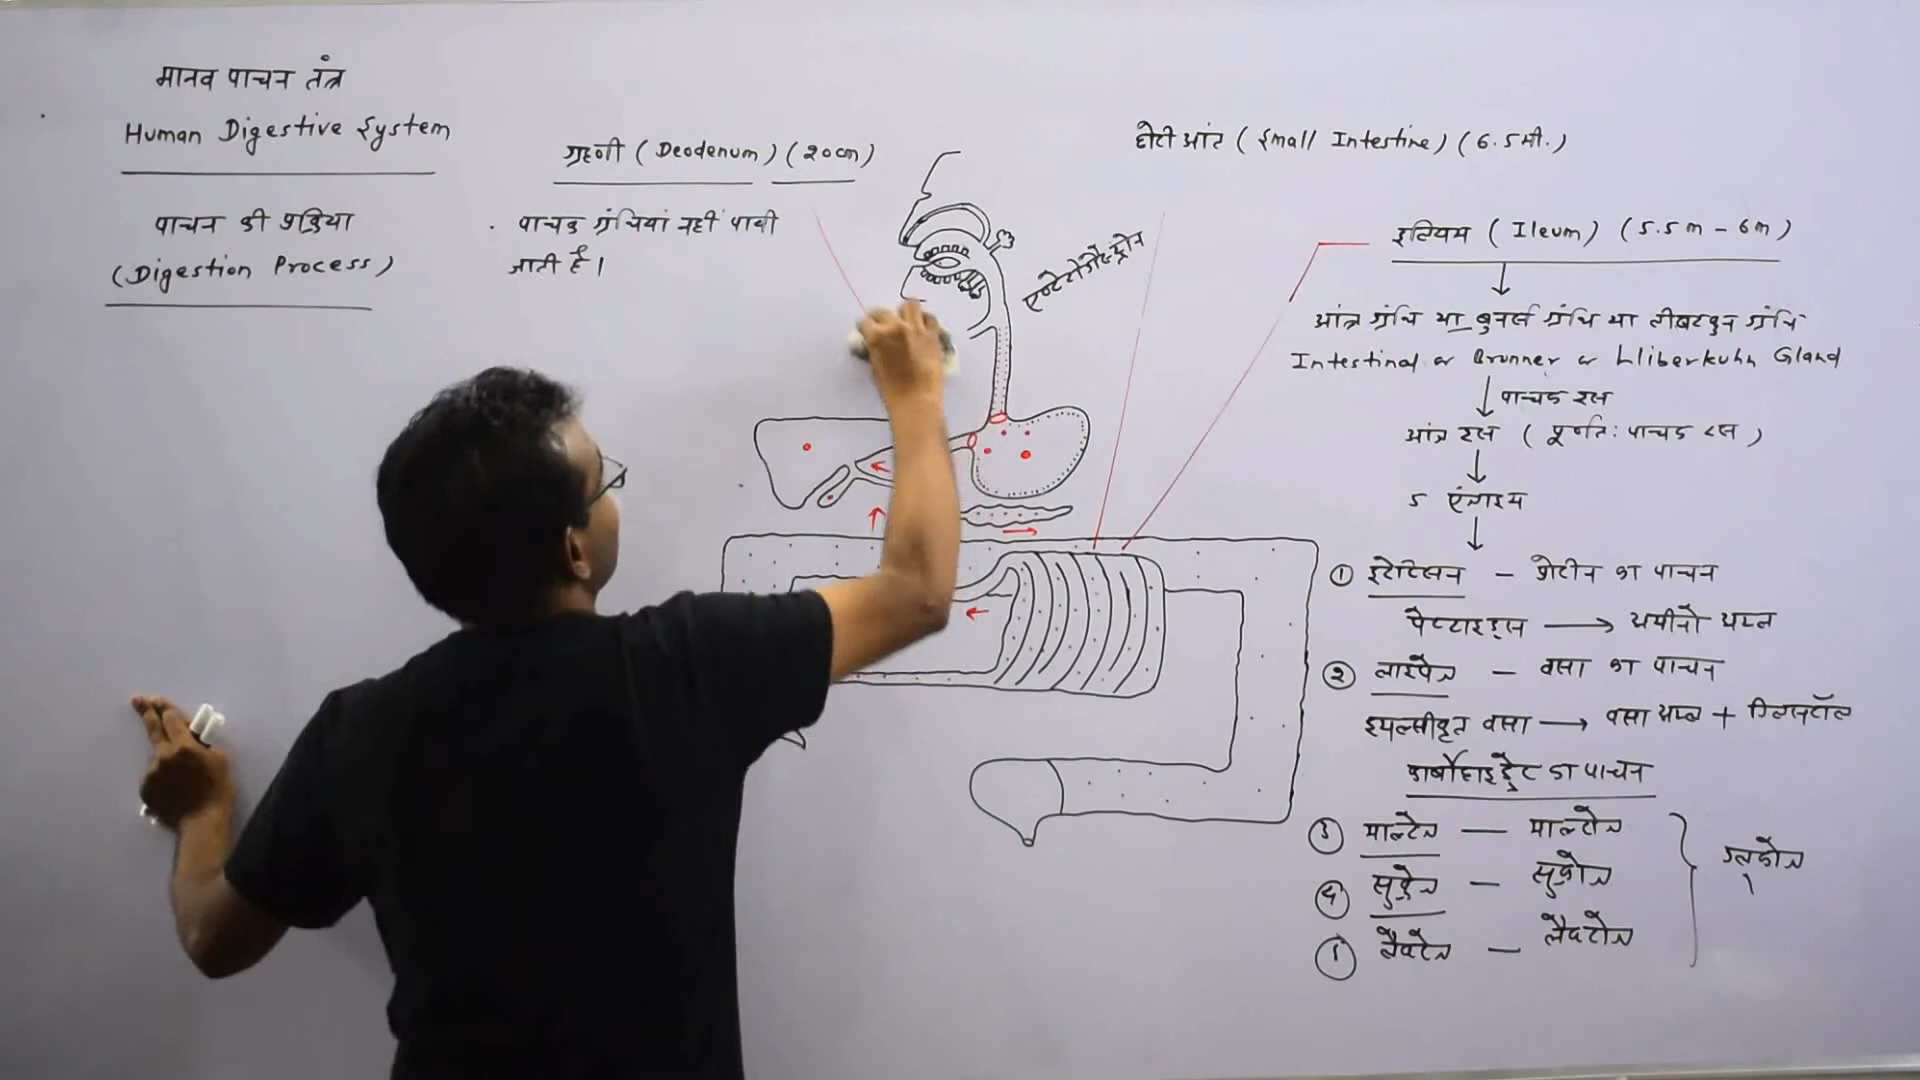 मानव पाचन तंत्र
Human Digestive System
पाचन की प्रक्रिया
(Digestion Process)
ग्रहणी (Deodenum) (20cm)
. पाचक ग्रंथियां नहीं पायी
जाती है।
एण्टेरोगैस्ट्रोन
छोटी आंत (Small Intestine) (6.5मी.)
इलियम (Ileum) (5.5m - 6m)
आंत्र ग्रंथि या ब्रुनर्स ग्रंथि या लीबरकुन ग्रंथि
Intestinal or Brunner or Lliberkuhn Gland
पाचक रस
आंत्र रस (पूर्णतः पाचक रस)
5 एंजाइम
① इरेप्सिन - प्रोटीन का पाचन
पेप्टाइड्स → अमीनो अम्ल
② लाइपेज - वसा का पाचन
इमल्सीकृत वसा → वसा अम्ल + ग्लिसरॉल
कार्बोहाइड्रेट का पाचन
③ माल्टेज — माल्टोज
④ सुक्रेज — सुक्रोज
ग्लूकोज
⑤ लैक्टेज — लैक्टोज